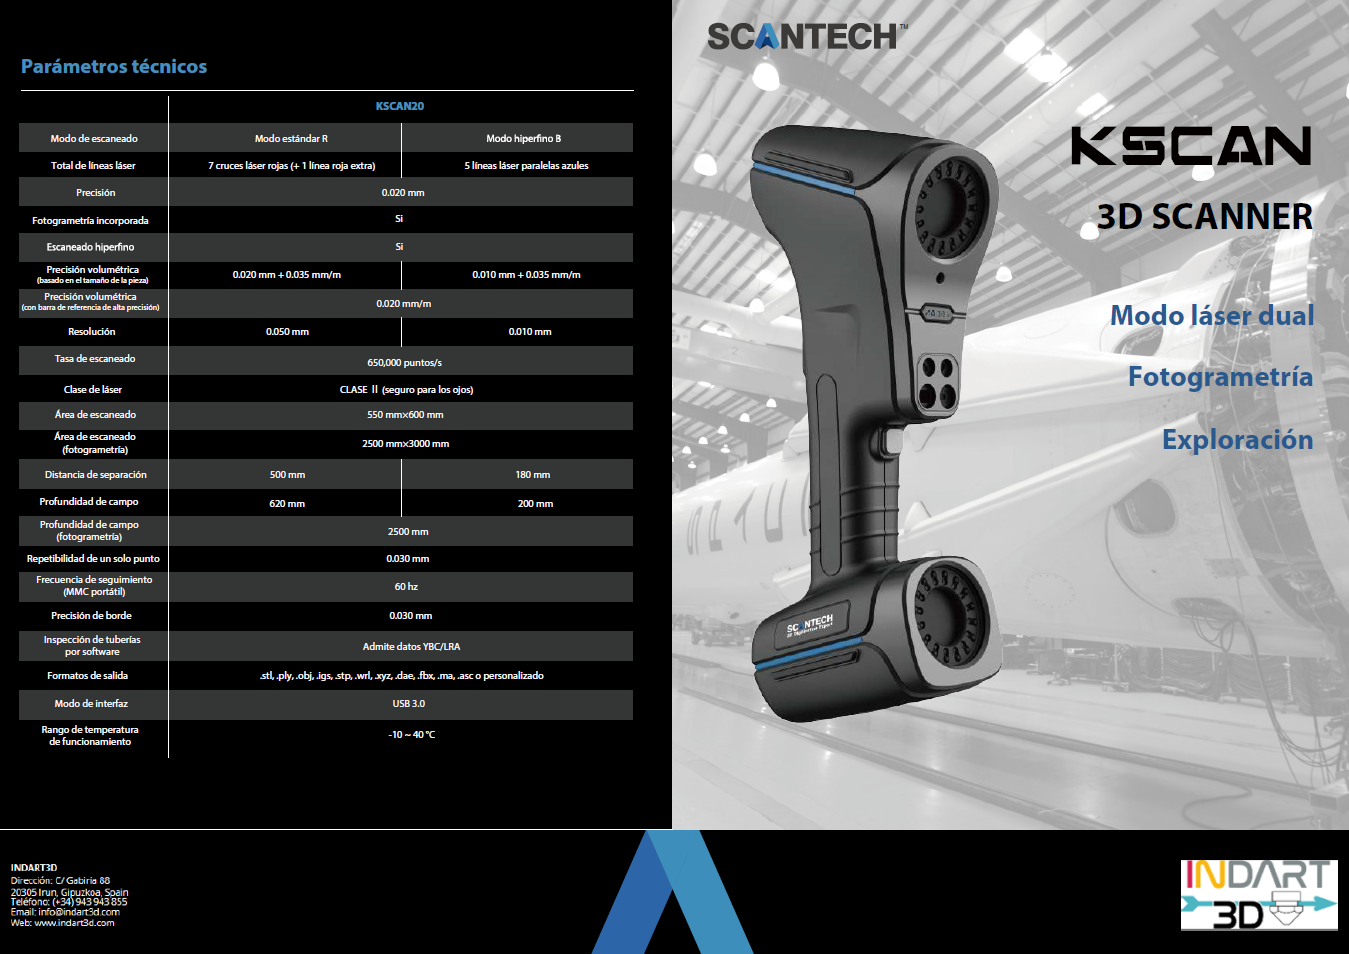 Parámetros técnicos
KSCAN20
Modo de escaneado Modo estándar R Modo hiperfino B
Total de líneas láser 7 cruces láser rojas (+ 1 línea roja extra) 5 líneas láser paralelas azules
Precisión 0.020 mm
Fotogrametría incorporada Si
Escaneado hiperfino Si
Precisión volumétrica
(basado en el tamaño de la pieza) 0.020 mm + 0.035 mm/m 0.010 mm + 0.035 mm/m
Precisión volumétrica
(con barra de referencia de alta precisión) 0.020 mm/m
Resolución 0.050 mm 0.010 mm
Tasa de escaneado 650,000 puntos/s
Clase de láser CLASE II (seguro para los ojos)
Área de escaneado 550 mm×600 mm
Área de escaneado
(fotogrametría) 2500 mm×3000 mm
Distancia de separación 500 mm 180 mm
Profundidad de campo 620 mm 200 mm
Profundidad de campo
(fotogrametría) 2500 mm
Repetibilidad de un solo punto 0.030 mm
Frecuencia de seguimiento
(MMC portátil) 60 hz
Precisión de borde 0.030 mm
Inspección de tuberías
por software Admite datos YBC/LRA
Formatos de salida .stl, .ply, .obj, .igs, .stp, .wrl, .xyz, .dae, .fbx, .ma, .asc o personalizado
Modo de interfaz USB 3.0
Rango de temperatura
de funcionamiento -10 ~ 40 °C
INDART3D
Dirección: C/ Gabiria 88
20305 Irun, Gipuzkoa, Spain
Teléfono: (+34) 943 943 855
Email: info@indart3d.com
Web: www.indart3d.com
SCANTECH™
KSCAN
3D SCANNER
Modo láser dual
Fotogrametría
Exploración
SCANTECH
INDART
3D